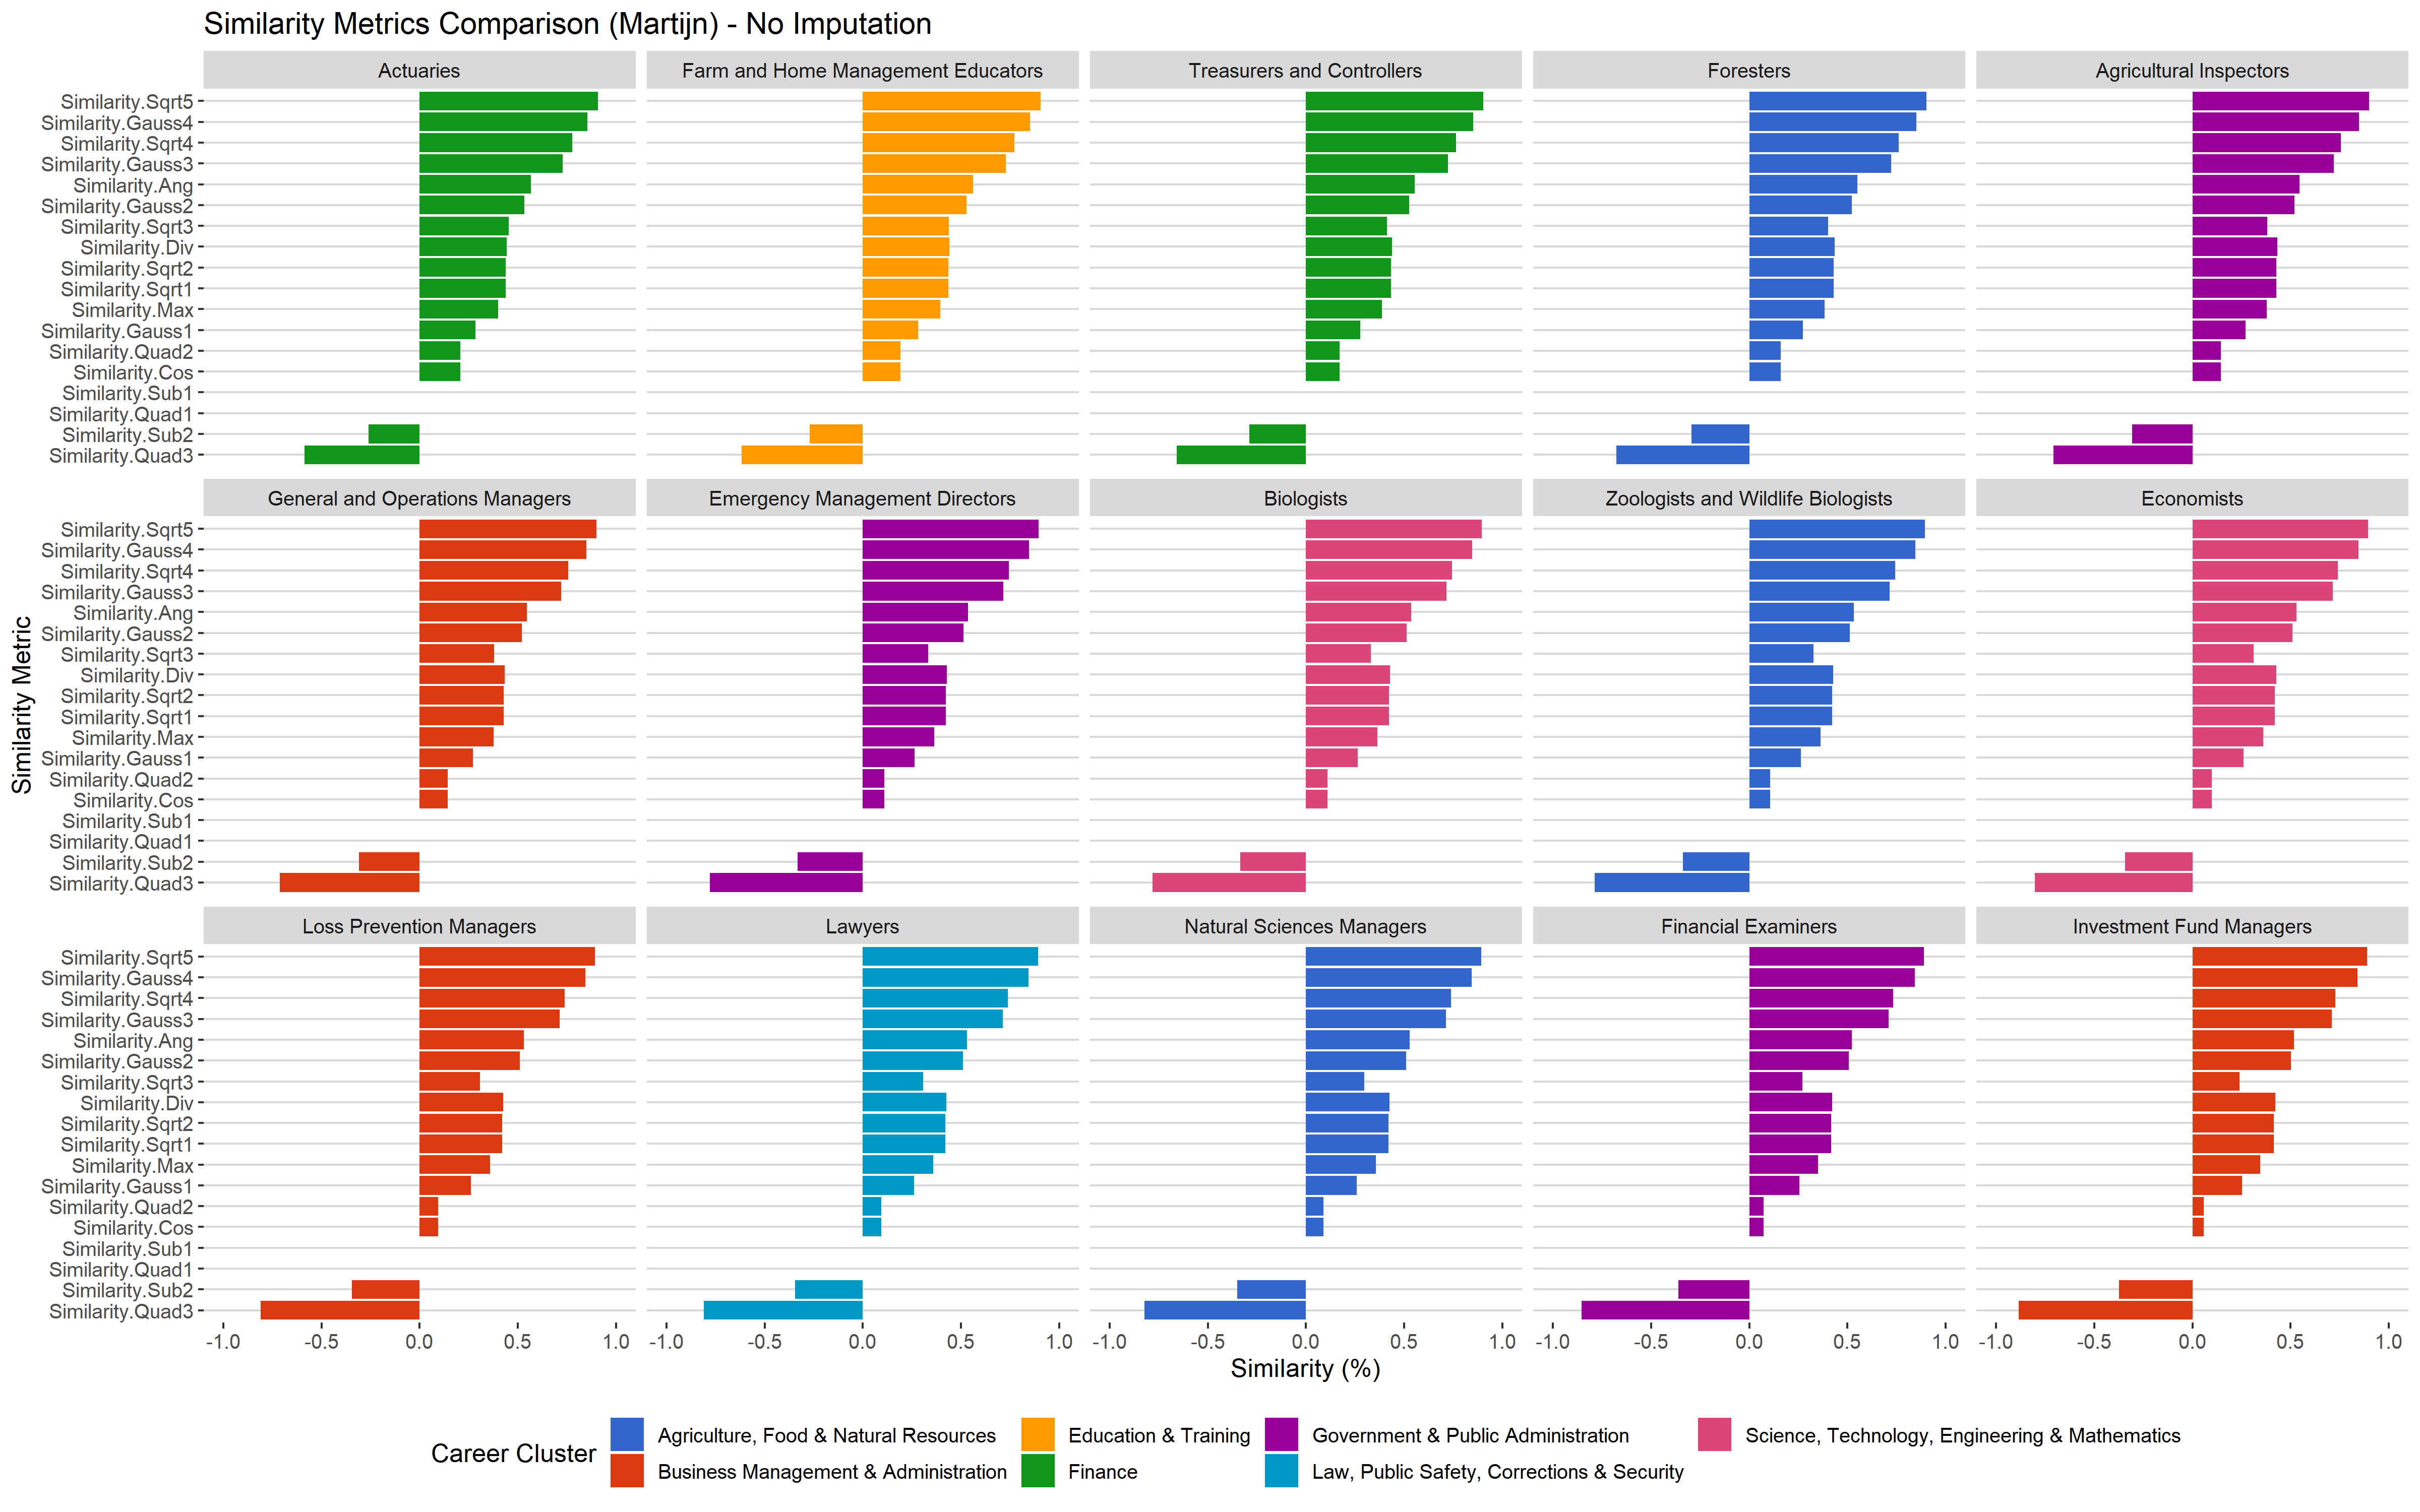 Similarity Metrics Comparison (Martijn) - No Imputation
Actuaries
Farm and Home Management Educators
Treasurers and Controllers
Foresters
Agricultural Inspectors
Similarity.Sqrt5
Similarity.Gauss4
Similarity.Sqrt4
Similarity.Gauss3
Similarity.Ang
Similarity.Gauss2
Similarity.Sqrt3
Similarity.Div
Similarity.Sqrt2
Similarity.Sqrt1
Similarity.Max
Similarity.Gauss1
Similarity.Quad2
Similarity.Cos
Similarity.Sub1
Similarity.Quad1
Similarity.Sub2
Similarity.Quad3
General and Operations Managers
Emergency Management Directors
Biologists
Zoologists and Wildlife Biologists
Economists
Similarity.Sqrt5
Similarity.Gauss4
Similarity.Sqrt4
Similarity.Gauss3
Similarity.Ang
Similarity.Gauss2
Similarity.Sqrt3
Similarity.Div
Similarity.Sqrt2
Similarity.Sqrt1
Similarity.Max
Similarity.Gauss1
Similarity.Quad2
Similarity.Cos
Similarity.Sub1
Similarity.Quad1
Similarity.Sub2
Similarity.Quad3
Similarity Metric
Loss Prevention Managers
Lawyers
Natural Sciences Managers
Financial Examiners
Investment Fund Managers
Similarity.Sqrt5
Similarity.Gauss4
Similarity.Sqrt4
Similarity.Gauss3
Similarity.Ang
Similarity.Gauss2
Similarity.Sqrt3
Similarity.Div
Similarity.Sqrt2
Similarity.Sqrt1
Similarity.Max
Similarity.Gauss1
Similarity.Quad2
Similarity.Cos
Similarity.Sub1
Similarity.Quad1
Similarity.Sub2
Similarity.Quad3
-1.0 -0.5 0.0 0.5 1.0
-1.0 -0.5 0.0 0.5 1.0
-1.0 -0.5 0.0 0.5 1.0
-1.0 -0.5 0.0 0.5 1.0
-1.0 -0.5 0.0 0.5 1.0
Similarity (%)
Career Cluster
Agriculture, Food & Natural Resources
Business Management & Administration
Education & Training
Finance
Government & Public Administration
Law, Public Safety, Corrections & Security
Science, Technology, Engineering & Mathematics